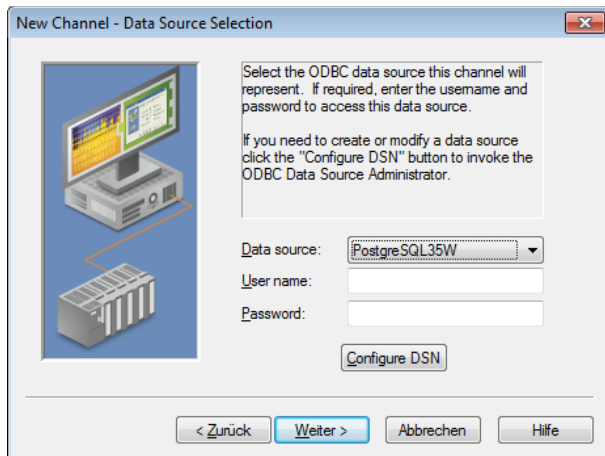 New Channel - Data Source Selection
Select the ODBC data source this channel will
represent. If required, enter the username and
password to access this data source.
If you need to create or modify a data source
click the "Configure DSN" button to invoke the
ODBC Data Source Administrator.
Data source: PostgreSQL35W
User name:
Password:
Configure DSN
< Zurück Weiter > Abbrechen Hilfe